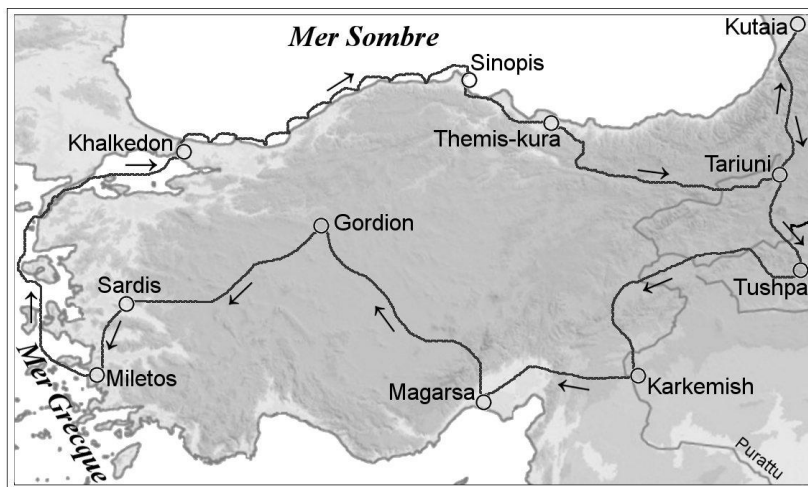 Mer Sombre
Kutaia
Sinopis
Khalkedon
Themis-kura
Tariuni
Gordion
Sardis
Tushpa
Mer Grecque
Miletos
Magarsa
Karkemish
Purattu